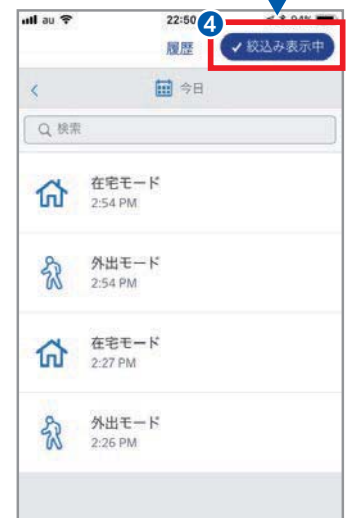 au 22:50 94%
4
履歴 ✓ 絞込み表示中
今日
検索
在宅モード
2:54 PM
外出モード
2:54 PM
在宅モード
2:27 PM
外出モード
2:26 PM